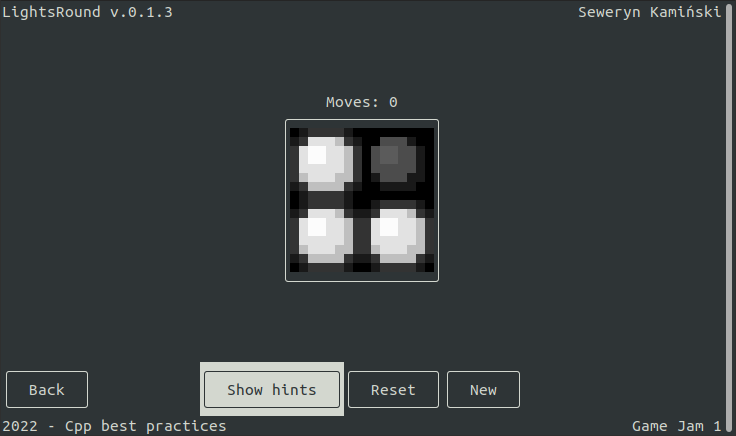 LightsRound v.0.1.3
Seweryn Kamiński
Moves: 0
Back
Show hints
Reset
New
2022 - Cpp best practices
Game Jam 1